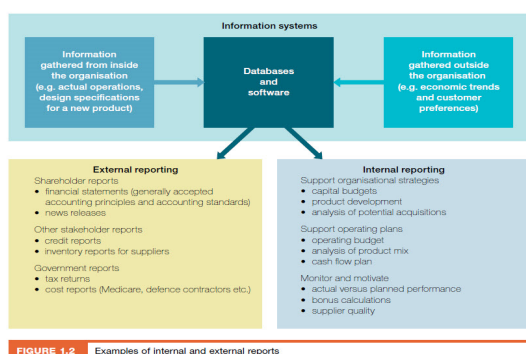 Information systems
Information
gathered from inside
the organisation
(e.g. actual operations,
design specifications
for a new product)
Databases
and
software
Information
gathered outside
the organisation
(e.g. economic trends
and customer
preferences)
External reporting
Shareholder reports
• financial statements (generally accepted
accounting principles and accounting standards)
• news releases
Other stakeholder reports
• credit reports
• inventory reports for suppliers
Government reports
• tax returns
• cost reports (Medicare, defence contractors etc.)
Internal reporting
Support organisational strategies
• capital budgets
• product development
• analysis of potential acquisitions
Support operating plans
• operating budget
• analysis of product mix
• cash flow plan
Monitor and motivate
• actual versus planned performance
• bonus calculations
• supplier quality
FIGURE 1.2 Examples of internal and external reports